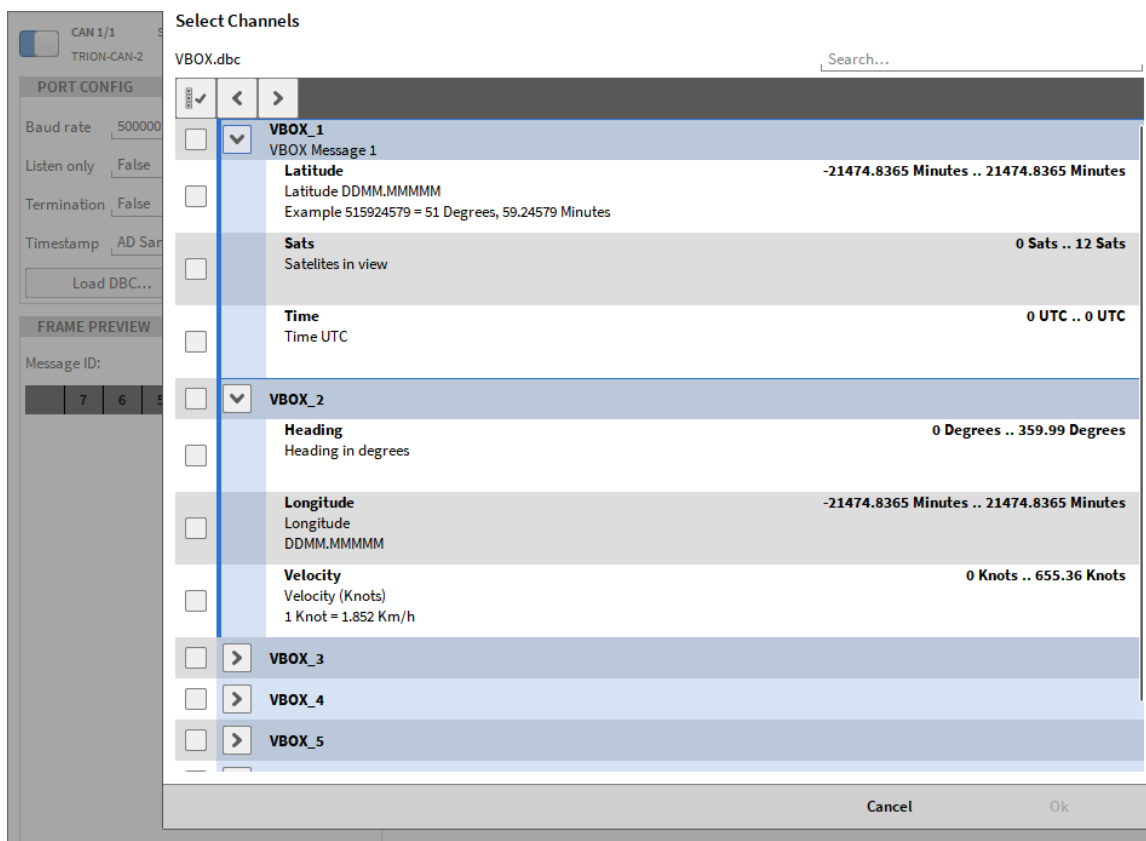 Select Channels
CAN 1/1 S
TRION-CAN-2
VBOX.dbc
Search...
PORT CONFIG
Baud rate 500000
Listen only False
Termination False
Timestamp AD Sar
Load DBC...
FRAME PREVIEW
Message ID:
7 6 5
VBOX_1
VBOX Message 1
Latitude -21474.8365 Minutes .. 21474.8365 Minutes
Latitude DDMM.MMMMM
Example 515924579 = 51 Degrees, 59.24579 Minutes
Sats 0 Sats .. 12 Sats
Satelites in view
Time 0 UTC .. 0 UTC
Time UTC
VBOX_2
Heading 0 Degrees .. 359.99 Degrees
Heading in degrees
Longitude -21474.8365 Minutes .. 21474.8365 Minutes
Longitude
DDMM.MMMMM
Velocity 0 Knots .. 655.36 Knots
Velocity (Knots)
1 Knot = 1.852 Km/h
VBOX_3
VBOX_4
VBOX_5
Cancel Ok